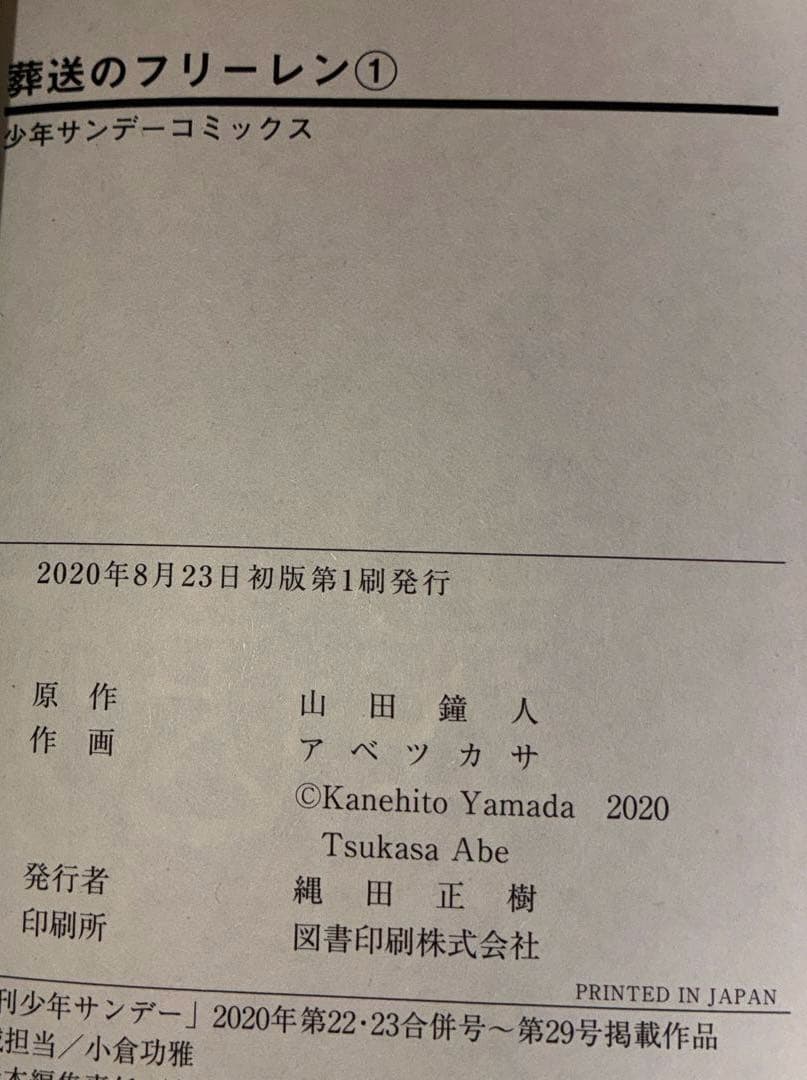 葬送のフリーレン①
少年サンデーコミックス
2020年8月23日初版第1刷発行
原作 山田鐘人
作画 アベツカサ
©Kanehito Yamada 2020
Tsukasa Abe
発行者 縄田正樹
印刷所 図書印刷株式会社
PRINTED IN JAPAN
刊少年サンデー」2020年第22・23合併号〜第29号掲載作品
担当／小倉功雅